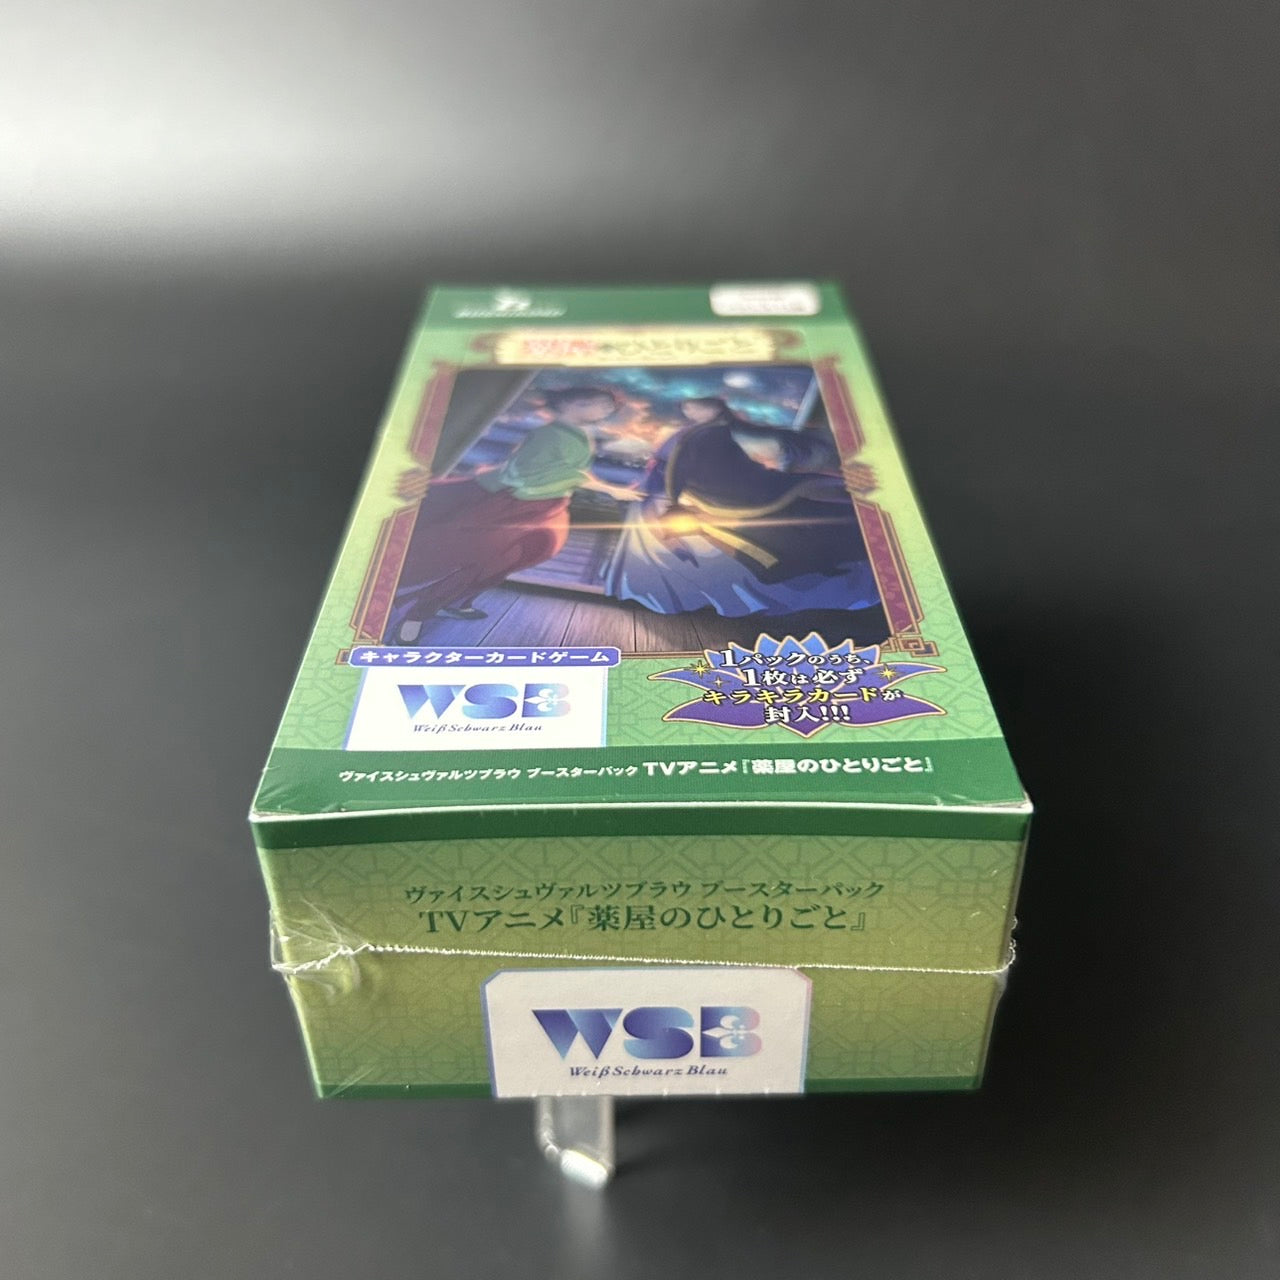 キャラクターカードゲーム
WSB
Weiß Schwarz Blau
1パックのうち、
1枚は必ず
キラキラカードが
封入!!!
ヴァイスシュヴァルツブラウ ブースターパック TVアニメ『薬屋のひとりごと』
ヴァイスシュヴァルツブラウ ブースターパック
TVアニメ『薬屋のひとりごと』
WSB
Weiß Schwarz Blau